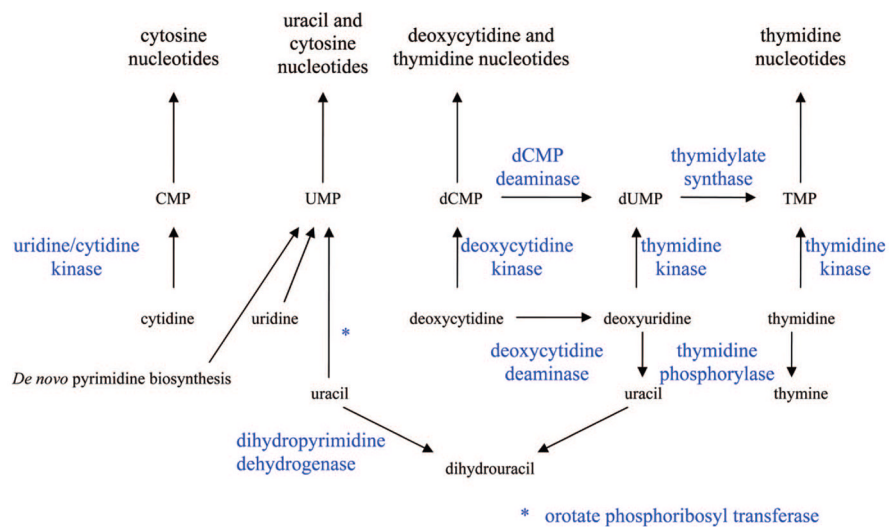 cytosine
nucleotides
uracil and
cytosine
nucleotides
deoxycytidine and
thymidine nucleotides
thymidine
nucleotides
dCMP
deaminase
thymidylate
synthase
CMP
UMP
dCMP
dUMP
TMP
uridine/cytidine
kinase
deoxycytidine
kinase
thymidine
kinase
thymidine
kinase
cytidine
uridine
deoxycytidine
deoxyuridine
thymidine
*
deoxycytidine
deaminase
thymidine
phosphorylase
De novo pyrimidine biosynthesis
uracil
uracil
thymine
dihydropyrimidine
dehydrogenase
dihydrouracil
* orotate phosphoribosyl transferase